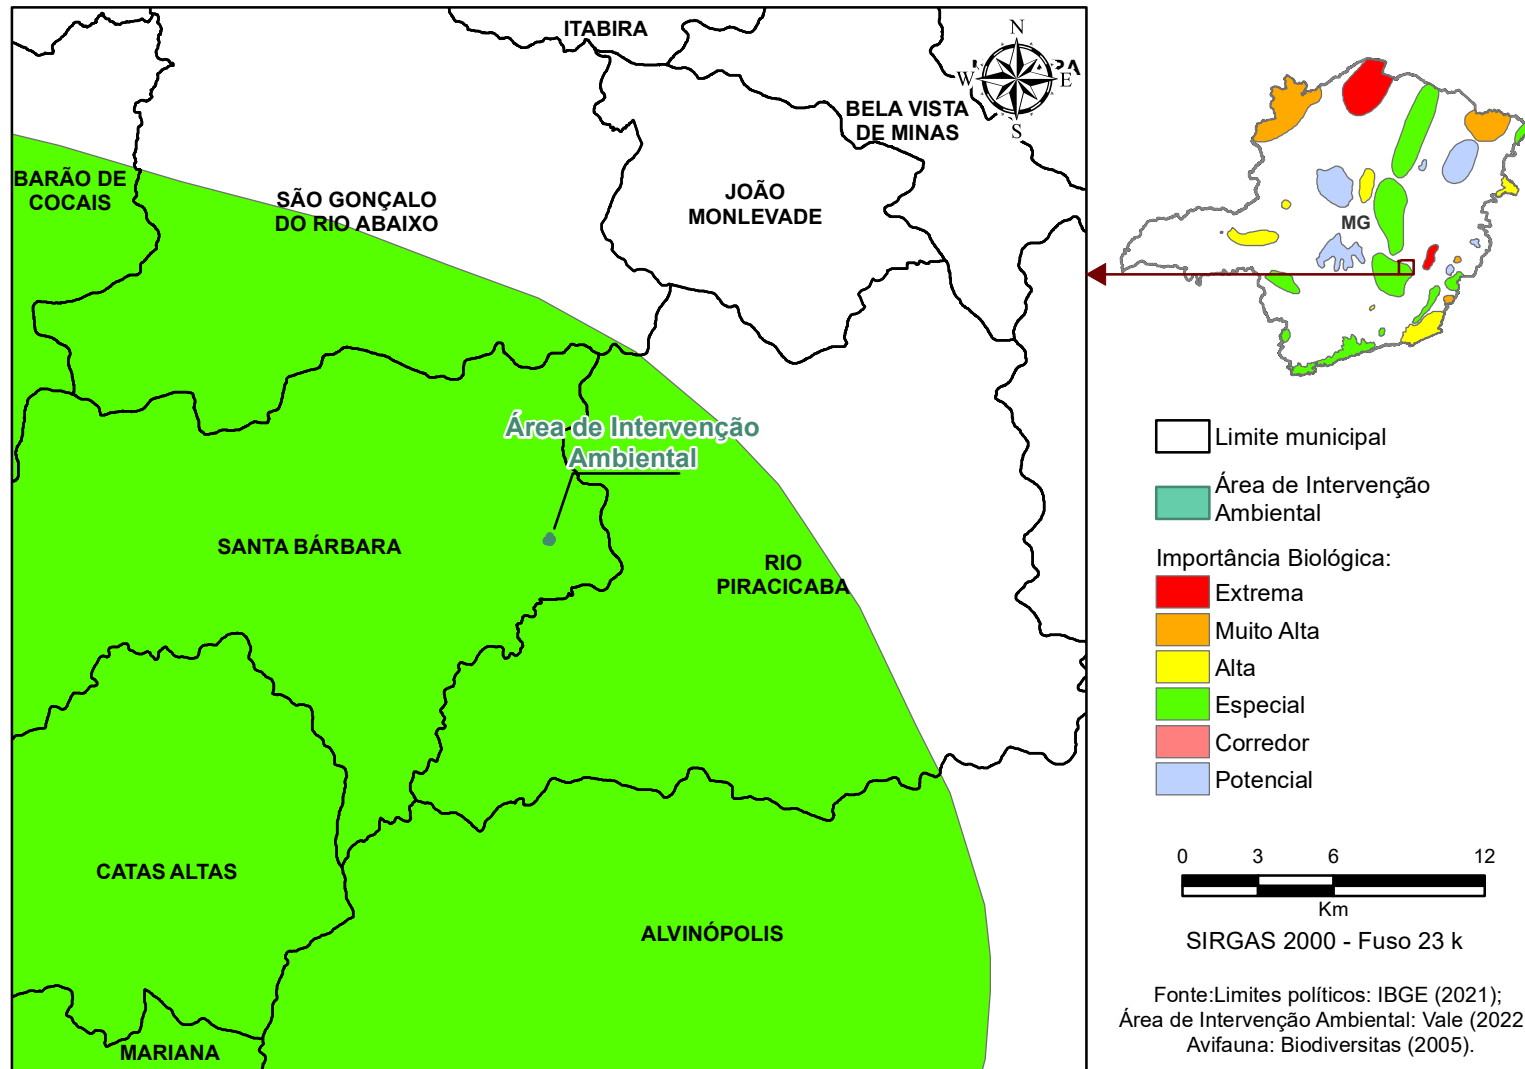 ITABIRA
N
W
E
S
BELA VISTA
DE MINAS
BARÃO DE
COCAIS
SÃO GONÇALO
DO RIO ABAIXO
JOÃO
MONLEVADE
Área de Intervenção
Ambiental
SANTA BÁRBARA
RIO
PIRACICABA
CATAS ALTAS
ALVINÓPOLIS
MARIANA
MG
Limite municipal
Área de Intervenção
Ambiental
Importância Biológica:
Extrema
Muito Alta
Alta
Especial
Corredor
Potencial
0 3 6 12
Km
SIRGAS 2000 - Fuso 23 k
Fonte:Limites políticos: IBGE (2021);
Área de Intervenção Ambiental: Vale (2022
Avifauna: Biodiversitas (2005).